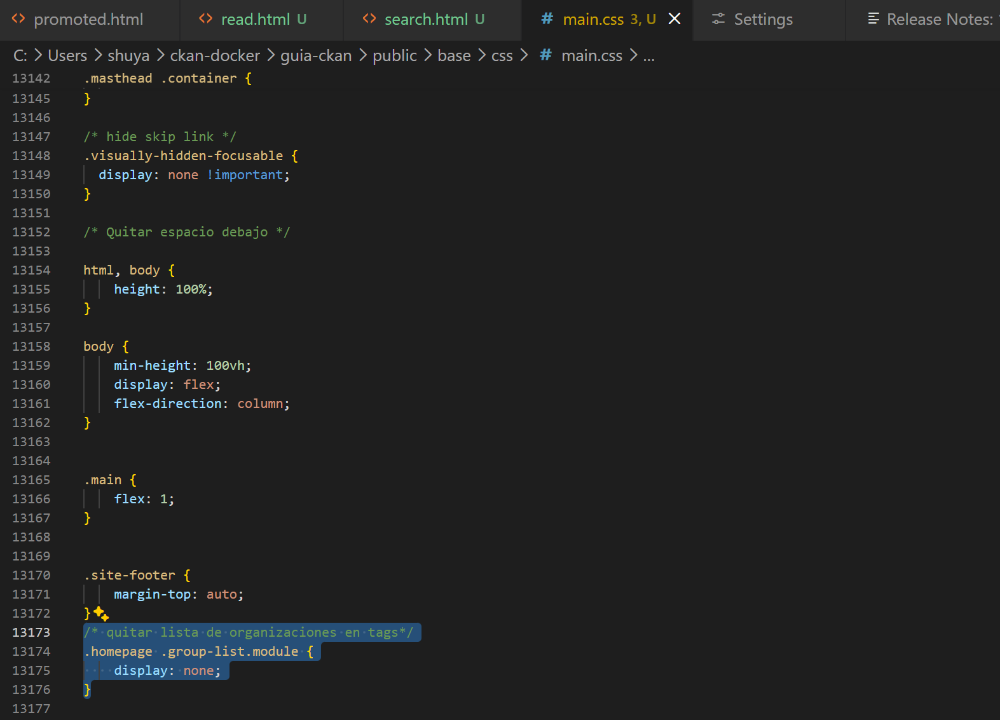 promoted.html read.html U search.html U # main.css 3, U Settings Release Notes:
C: > Users > shuya > ckan-docker > guia-ckan > public > base > css > # main.css > ...
13142 .masthead .container {
13145 }
13146
13147 /* hide skip link */
13148 .visually-hidden-focusable {
13149 display: none !important;
13150 }
13151
13152 /* Quitar espacio debajo */
13153
13154 html, body {
13155 height: 100%;
13156 }
13157
13158 body {
13159 min-height: 100vh;
13160 display: flex;
13161 flex-direction: column;
13162 }
13163
13164
13165 .main {
13166 flex: 1;
13167 }
13168
13169
13170 .site-footer {
13171 margin-top: auto;
13172 }
13173 /* quitar lista de organizaciones en tags*/
13174 .homepage .group-list.module {
13175 display: none;
13176 }
13177